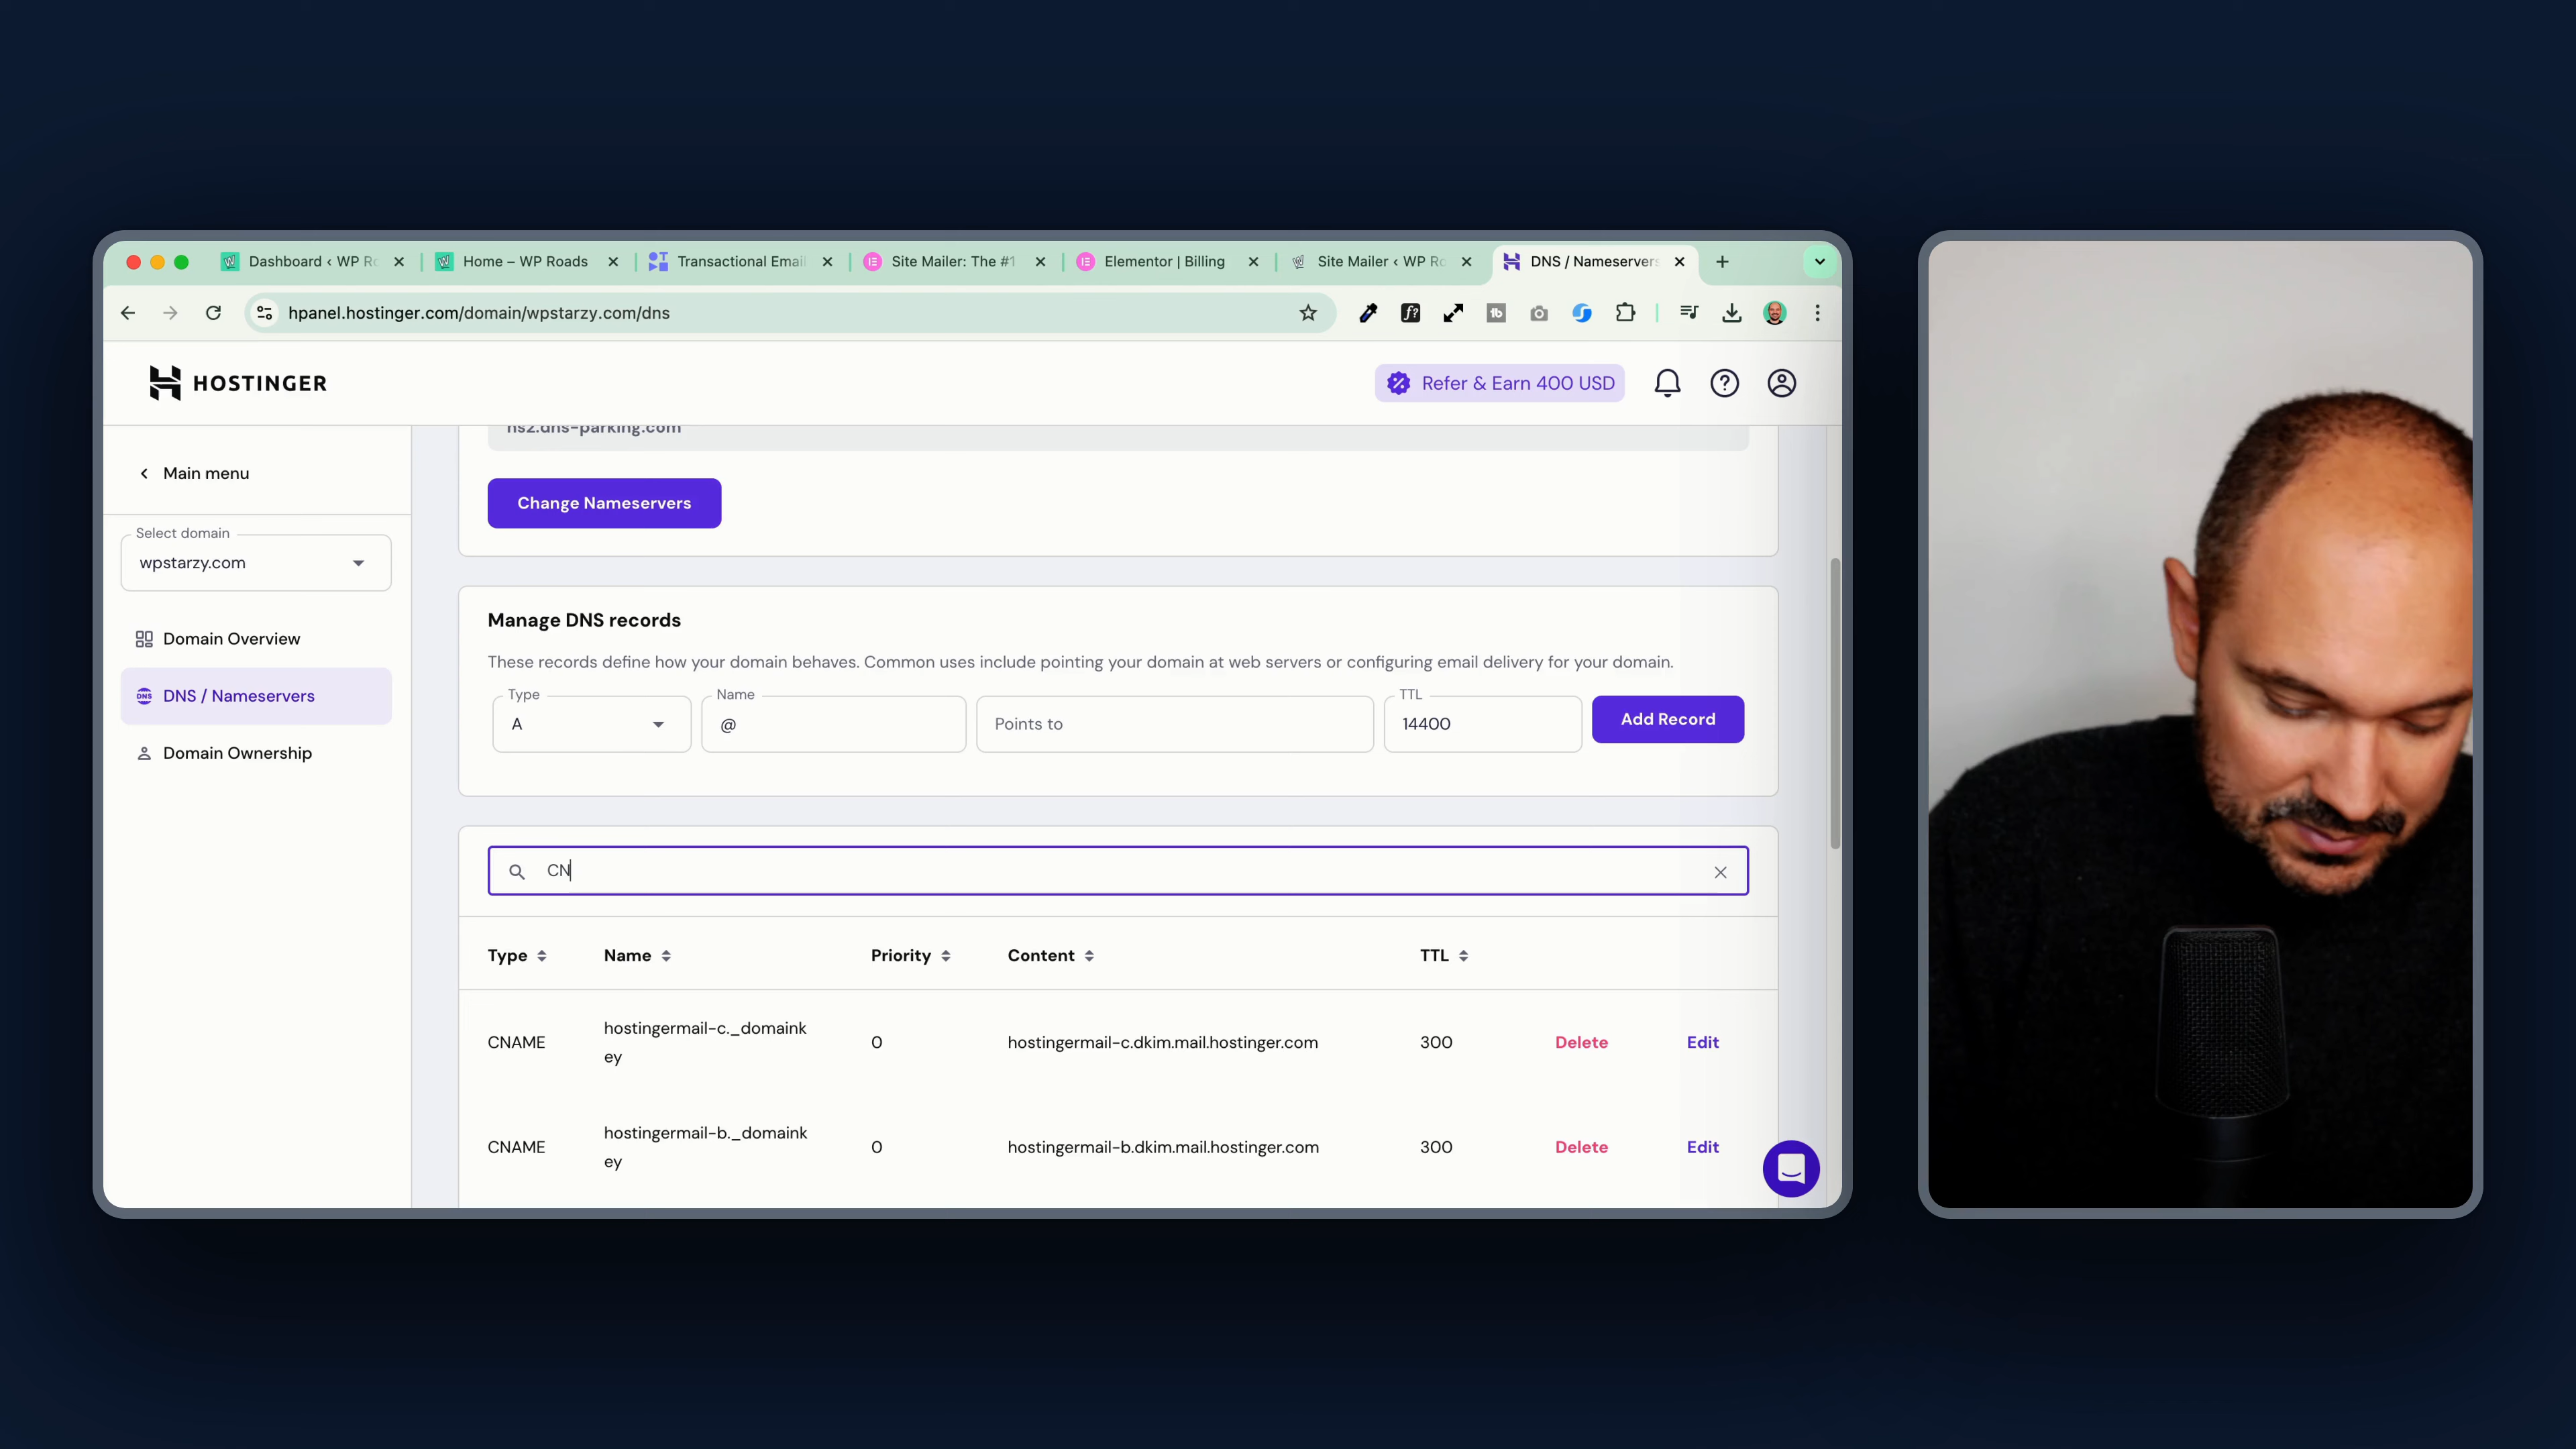 Dashboard ‹ WP Ro
Home – WP Roads
Transactional Email
Site Mailer: The #1
Elementor | Billing
Site Mailer ‹ WP Ro
DNS / Nameservers
hpanel.hostinger.com/domain/wpstarzy.com/dns
f?
tb
HOSTINGER
Refer & Earn 400 USD
ns2.dns-parking.com
Main menu
Change Nameservers
Select domain
wpstarzy.com
Domain Overview
DNS / Nameservers
Domain Ownership
Manage DNS records
These records define how your domain behaves. Common uses include pointing your domain at web servers or configuring email delivery for your domain.
Type
A
Name
@
Points to
TTL
14400
Add Record
CN
Type Name Priority Content TTL
CNAME hostingermail-c._domaink
ey 0 hostingermail-c.dkim.mail.hostinger.com 300 Delete Edit
CNAME hostingermail-b._domaink
ey 0 hostingermail-b.dkim.mail.hostinger.com 300 Delete Edit